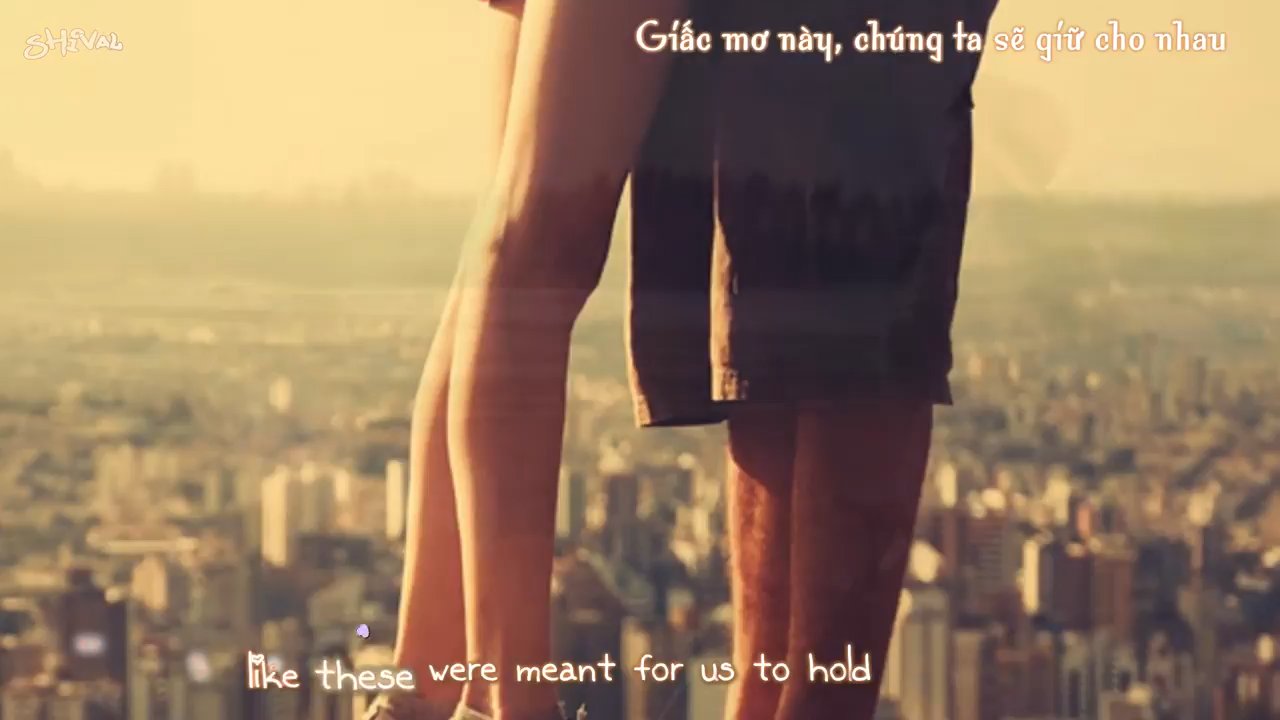 SHIVAL
Giấc mơ này, chúng ta sẽ giữ cho nhau
like these were meant for us to hold